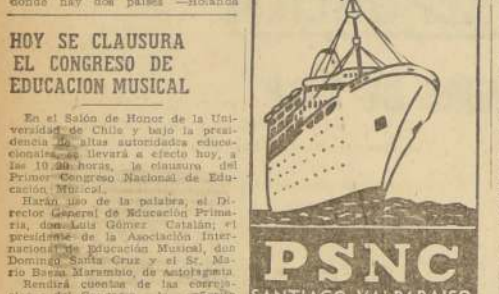 donde hay dos países —Holanda
HOY SE CLAUSURA
EL CONGRESO DE
EDUCACION MUSICAL
En el Salón de Honor de la Uni-
versidad de Chile y bajo la presi-
dencia de altas autoridades educa-
cionales, se llevará a efecto hoy, a
las 10.30 horas, la clausura del
Primer Congreso Nacional de Edu-
cación Musical.
Harán uso de la palabra, el Di-
rector General de Educación Prima-
ria, don Luis Gómez Catalán; el
presidente de la Asociación Inter-
nacional de Educación Musical, don
Domingo Santa Cruz y el Sr. Ma-
rio Baeza Marambio, de Antofagasta.
Rendirá cuentas de las
PSNC
SANTIAGO VALPARAISO